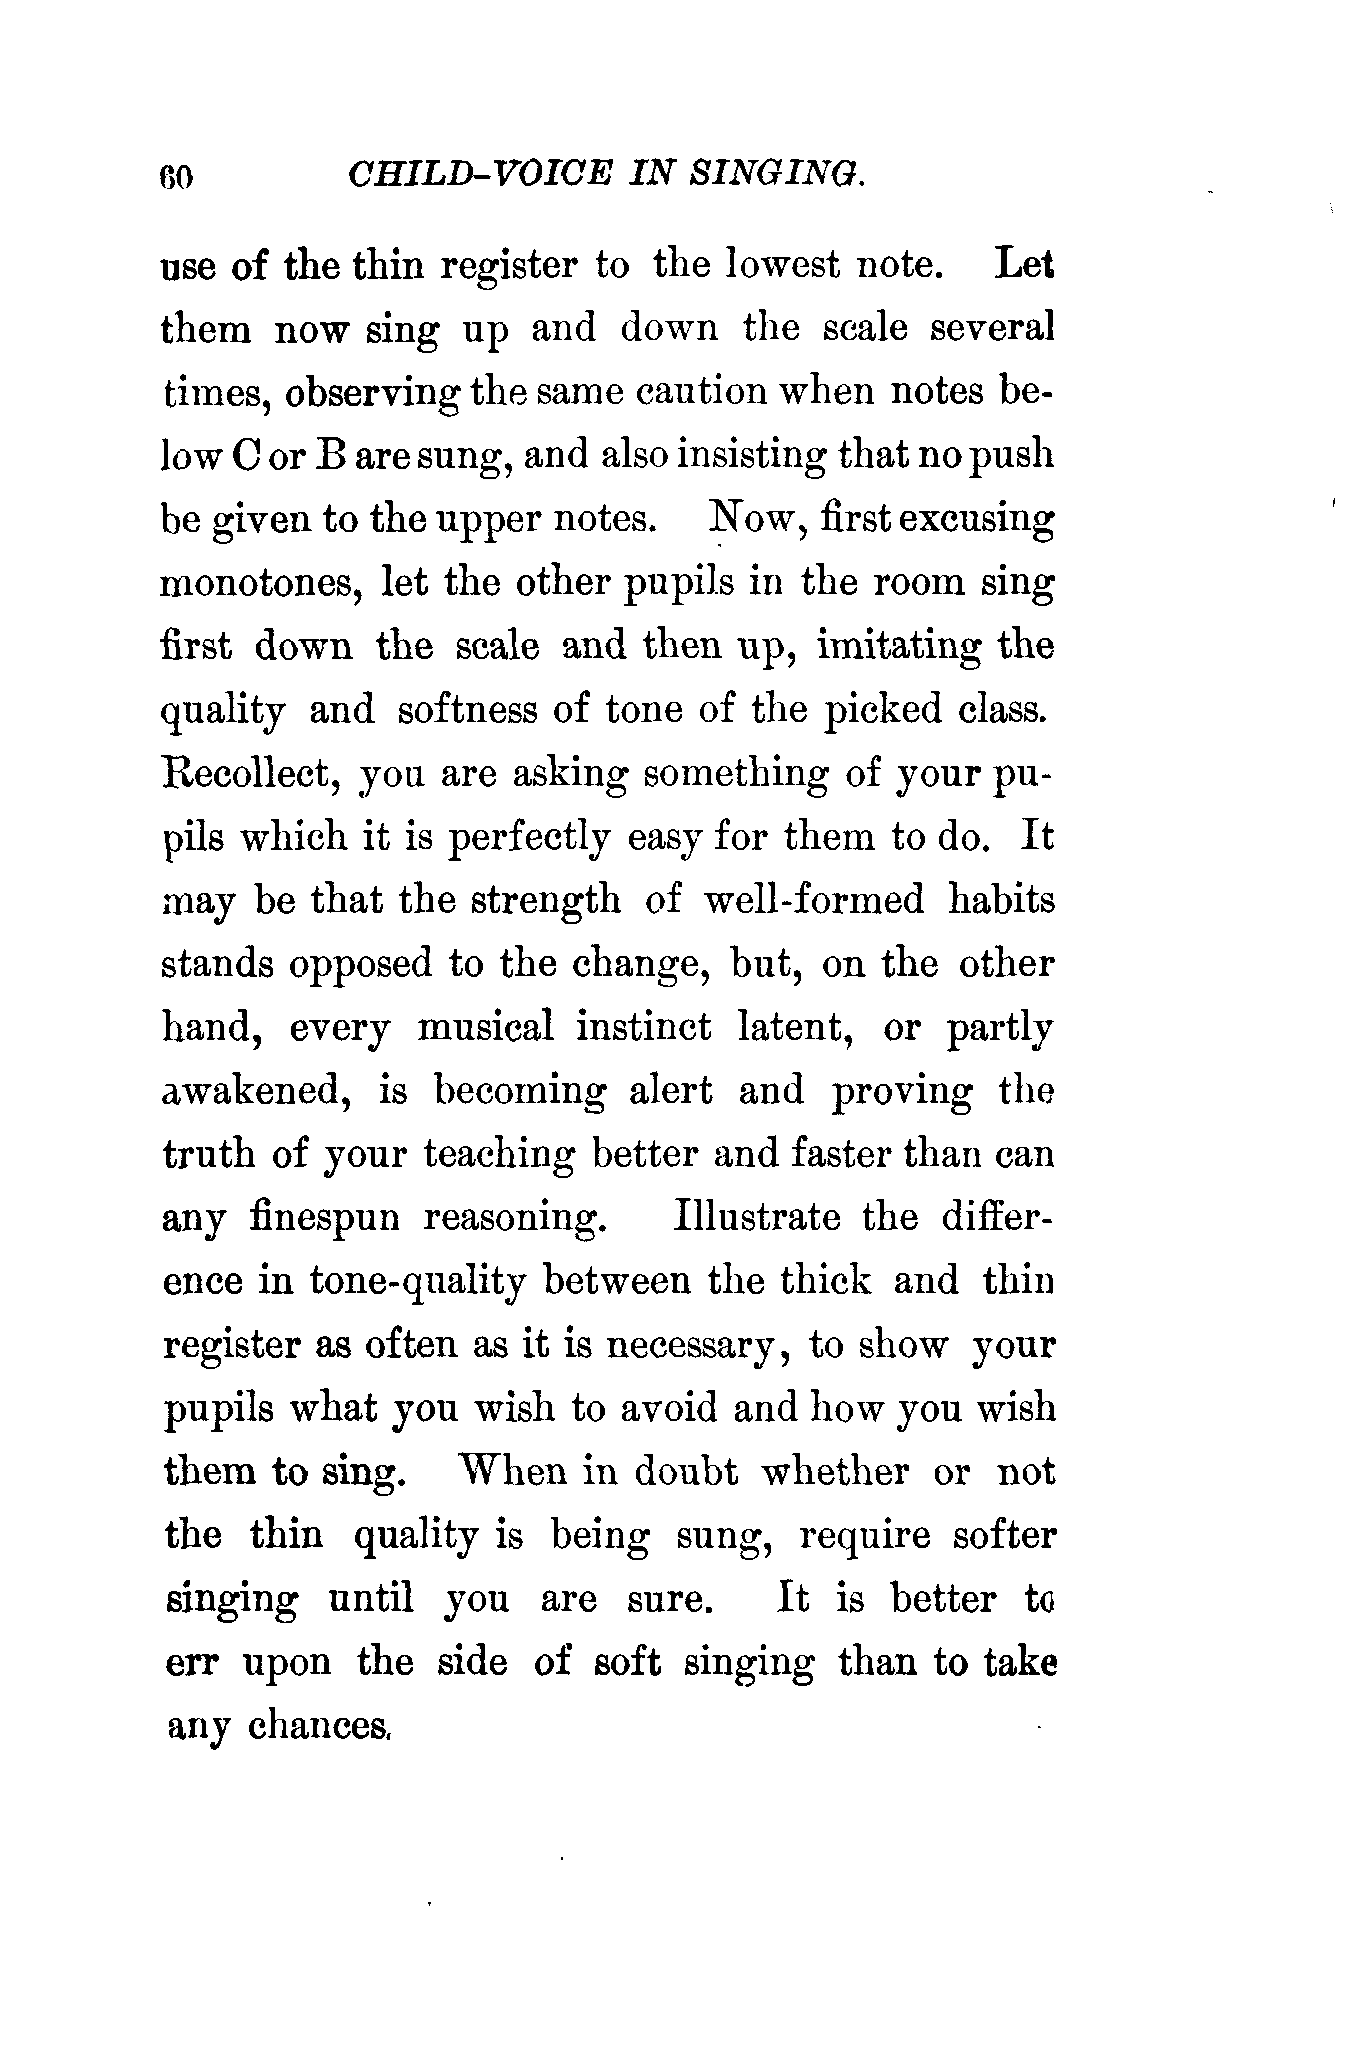 60 CHILD-VOICE IN SINGING.
use of the thin register to the lowest note. Let
them now sing up and down the scale several
times, observing the same caution when notes be-
low C or B are sung, and also insisting that no push
be given to the upper notes. Now, first excusing
monotones, let the other pupils in the room sing
first down the scale and then up, imitating the
quality and softness of tone of the picked class.
Recollect, you are asking something of your pu-
pils which it is perfectly easy for them to do. It
may be that the strength of well-formed habits
stands opposed to the change, but, on the other
hand, every musical instinct latent, or partly
awakened, is becoming alert and proving the
truth of your teaching better and faster than can
any finespun reasoning. Illustrate the differ-
ence in tone-quality between the thick and thin
register as often as it is necessary, to show your
pupils what you wish to avoid and how you wish
them to sing. When in doubt whether or not
the thin quality is being sung, require softer
singing until you are sure. It is better to
err upon the side of soft singing than to take
any chances.